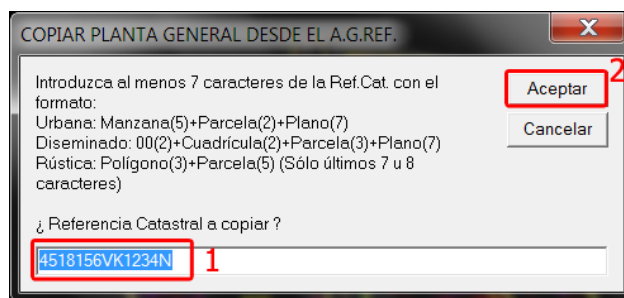 COPIAR PLANTA GENERAL DESDE EL A.G.REF.
Introduzca al menos 7 caracteres de la Ref.Cat. con el
formato:
Urbana: Manzana(5)+Parcela(2)+Plano(7)
Diseminado: 00(2)+Cuadrícula(2)+Parcela(3)+Plano(7)
Rústica: Polígono(3)+Parcela(5) (Sólo últimos 7 u 8
caracteres)
¿ Referencia Catastral a copiar ?
4518156VK1234N
1
Aceptar
2
Cancelar